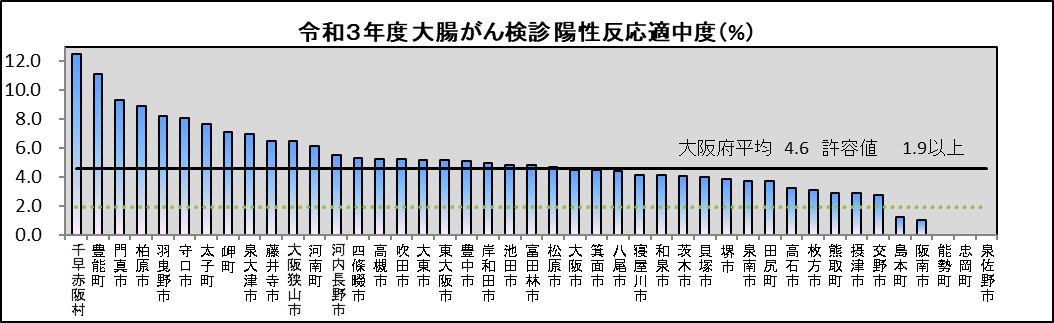 令和３年度 大腸がん検診 陽性反応適中度（%）
12.0
10.0
8.0
6.0
4.0
2.0
0.0
大阪府平均 4.6 許容値 1.9以上
千早赤阪村
豊能町
門真市
柏原市
羽曳野市
守口市
太子町
岬町
泉大津市
藤井寺市
大阪狭山市
河南町
河内長野市
四條畷市
高槻市
吹田市
大東市
東大阪市
豊中市
岸和田市
池田市
富田林市
松原市
大阪市
箕面市
八尾市
寝屋川市
和泉市
茨木市
貝塚市
堺市
泉南市
田尻町
高石市
枚方市
熊取町
摂津市
交野市
島本町
阪南市
能勢町
忠岡町
泉佐野市